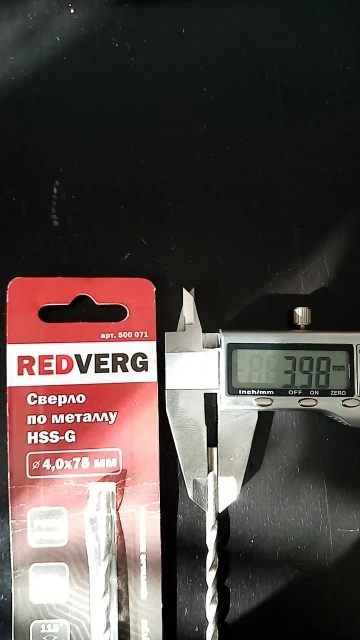 арт. 500 071
REDVERG
Сверло
по металлу
HSS-G
⌀ 4,0x75 мм
118°
3.98 mm
inch/mm OFF ON ZERO